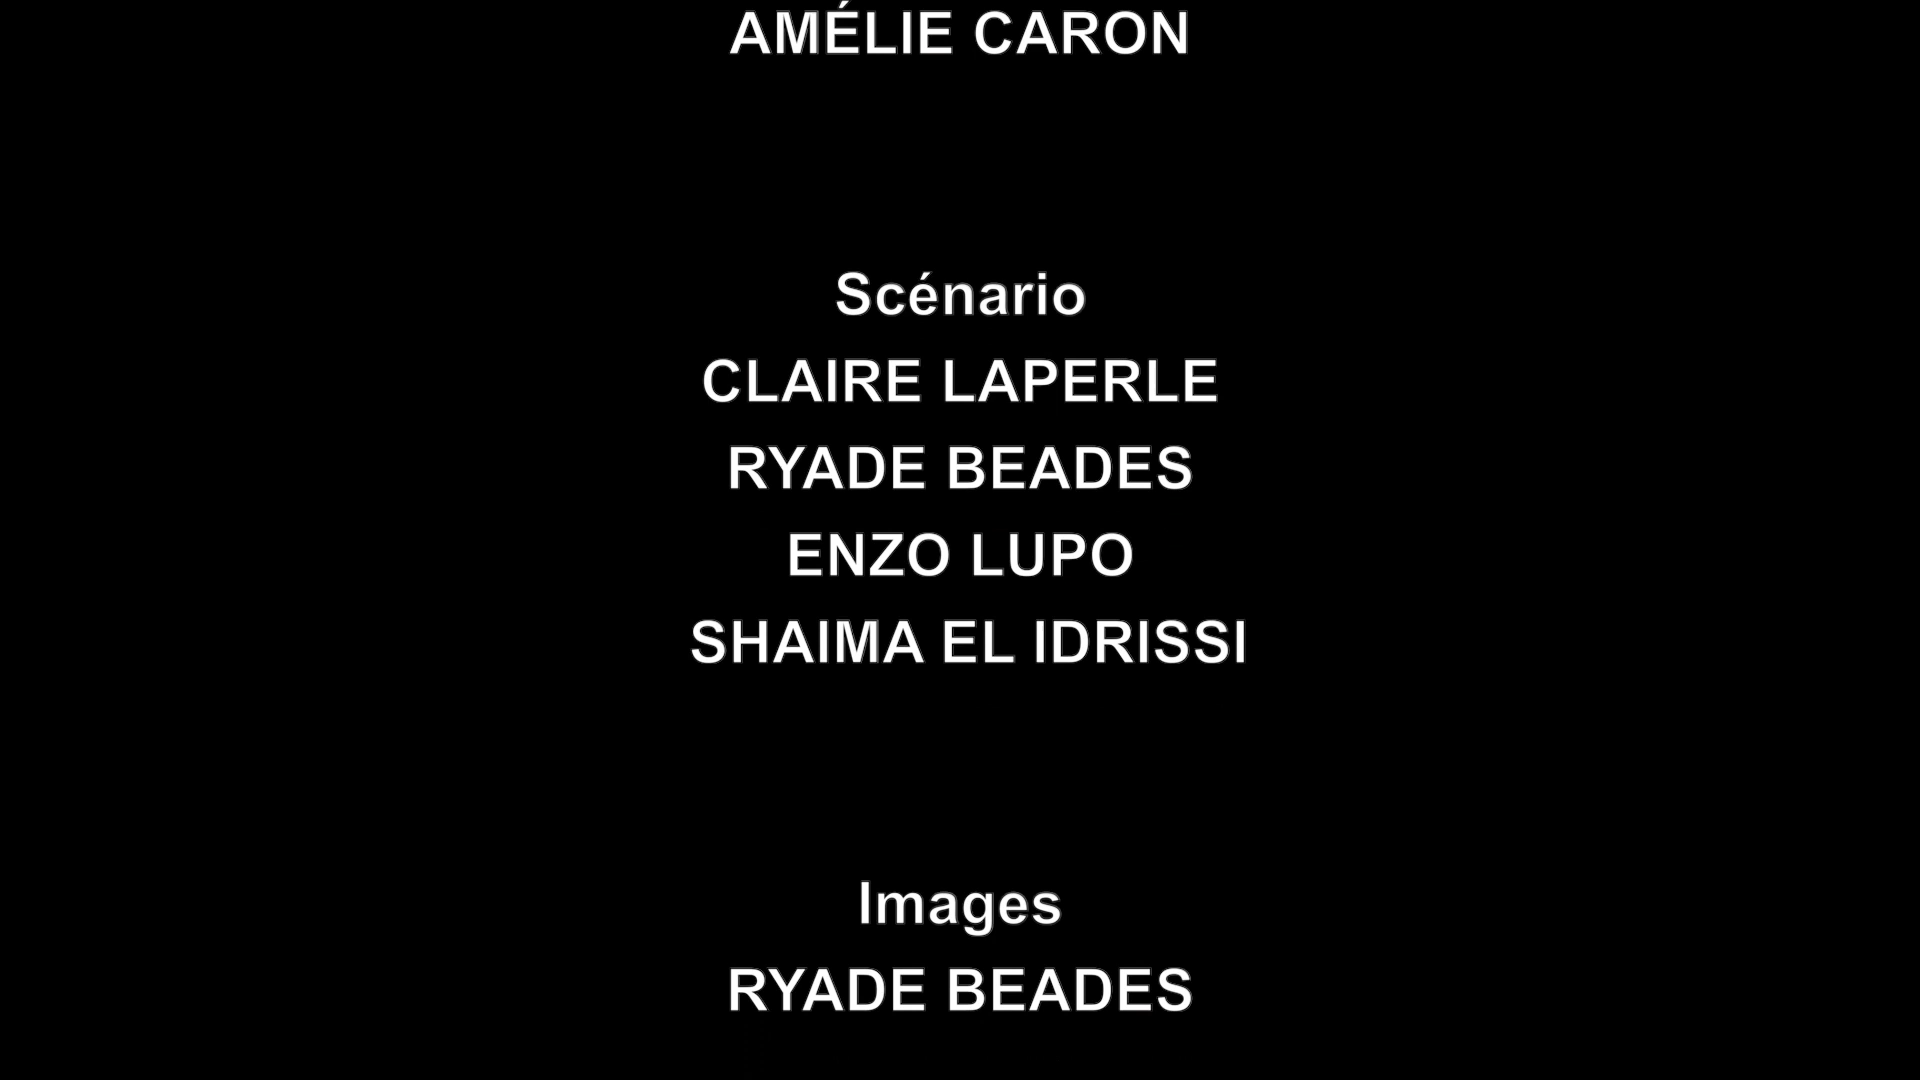 AMÉLIE CARON
Scénario
CLAIRE LAPERLE
RYADE BEADES
ENZO LUPO
SHAIMA EL IDRISSI
Images
RYADE BEADES